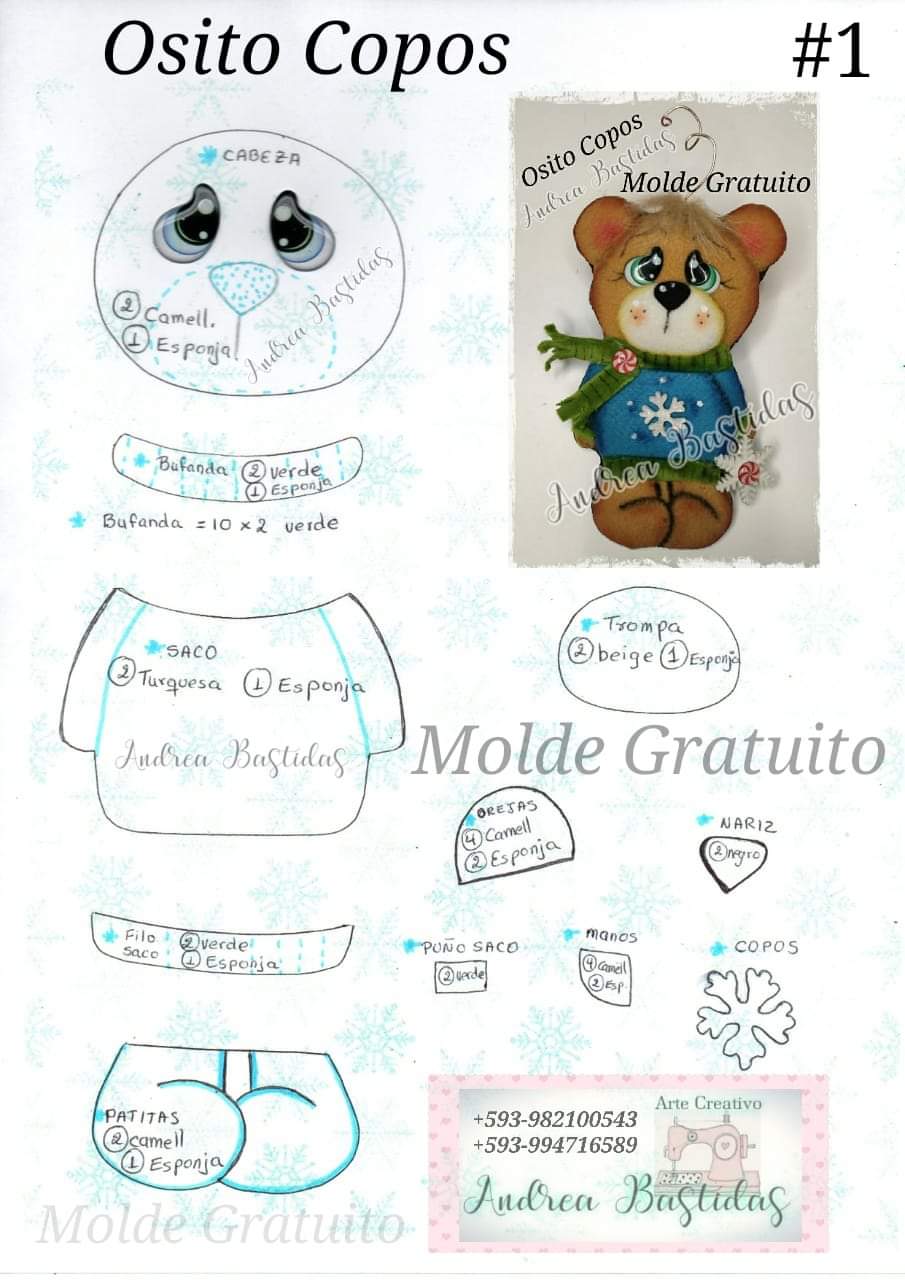 Osito Copos
#1
CABEZA
2 Camell.
1 Esponja
Andrea Bastidas
Osito Copos
Andrea Bastidas
Molde Gratuito
Andrea Bastidas
Bufanda 2 verde
1 Esponja
Bufanda = 10 x 2 verde
SACO
2 Turquesa 1 Esponja
Andrea Bastidas
Trompa
2 beige 1 Esponja
Molde Gratuito
OREJAS
4 Camell
2 Esponja
NARIZ
2 negro
Filo saco
2 verde
1 Esponja
PUÑO SACO
2 verde
manos
4 Camell
2 Esp.
COPOS
PATITAS
2 camell
1 Esponja
Molde Gratuito
+593-982100543
+593-994716589
Arte Creativo
Andrea Bastidas